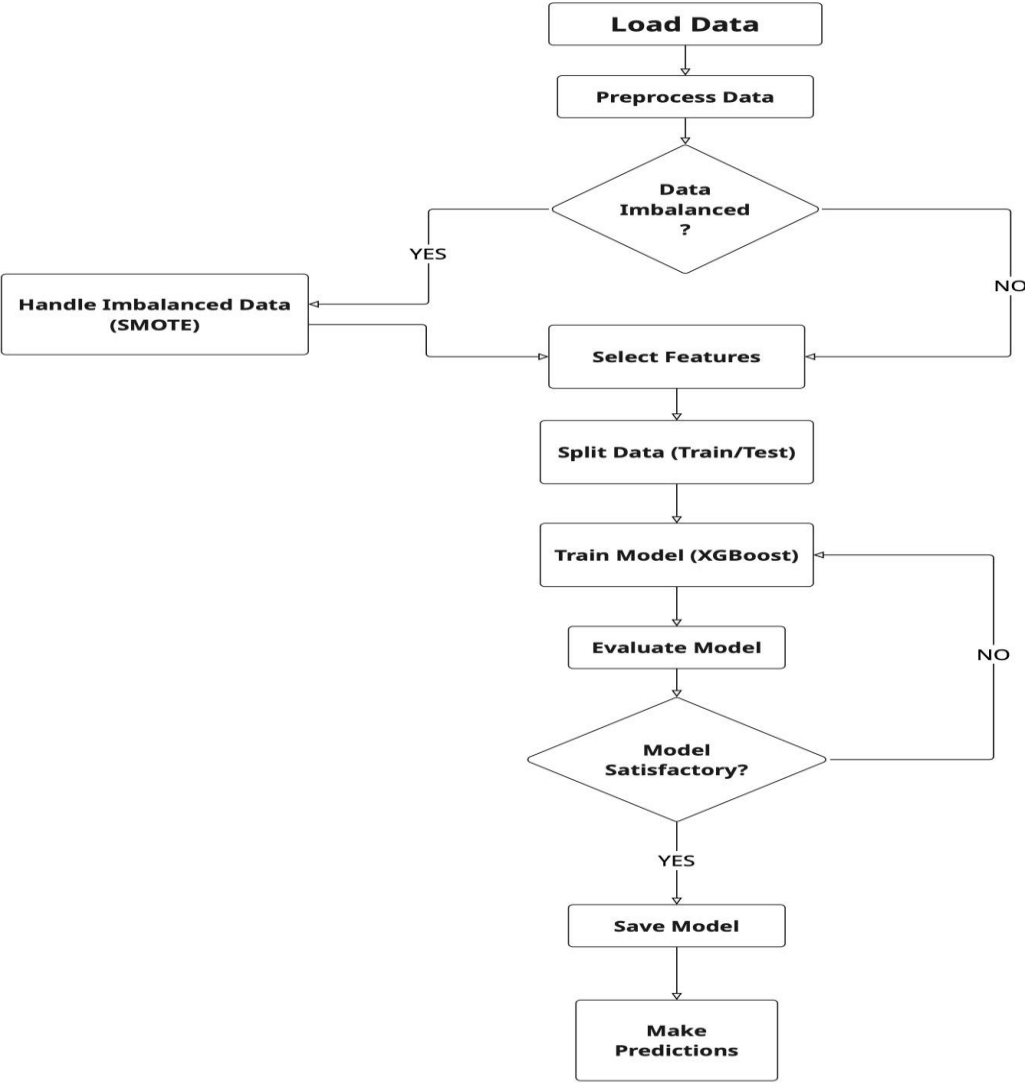 Load Data
Preprocess Data
Data
Imbalanced
?
YES
NO
Handle Imbalanced Data
(SMOTE)
Select Features
Split Data (Train/Test)
Train Model (XGBoost)
Evaluate Model
NO
Model
Satisfactory?
YES
Save Model
Make
Predictions